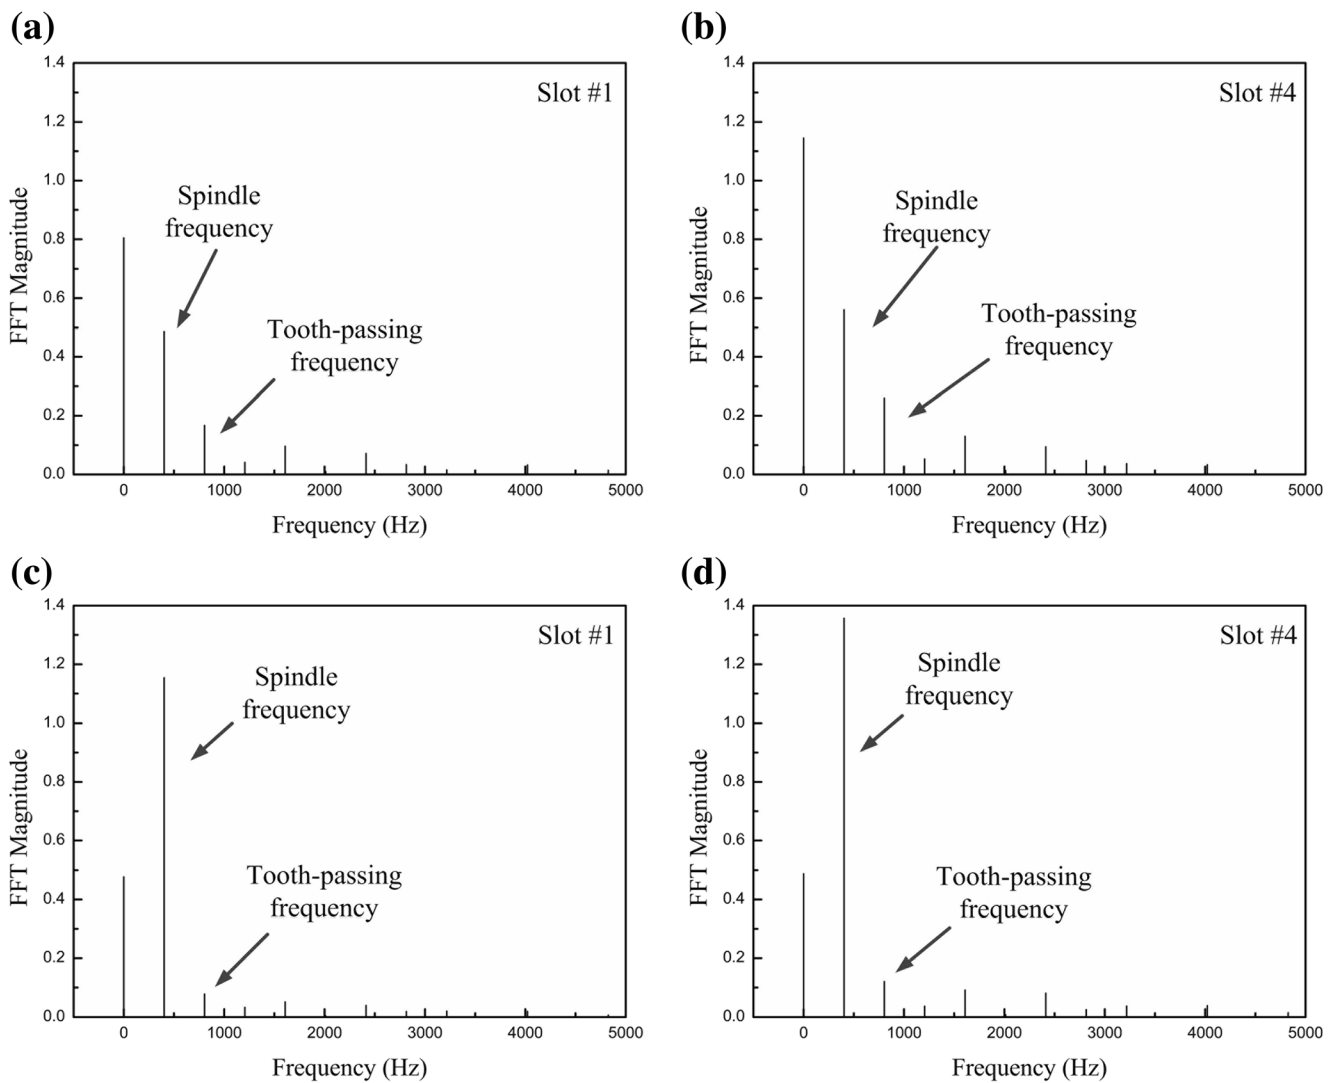 (a)
1.4
1.2
1.0
0.8
0.6
0.4
0.2
0.0
FFT Magnitude
Slot #1
Spindle
frequency
Tooth-passing
frequency
0 1000 2000 3000 4000 5000
Frequency (Hz)
(b)
1.4
1.2
1.0
0.8
0.6
0.4
0.2
0.0
FFT Magnitude
Slot #4
Spindle
frequency
Tooth-passing
frequency
0 1000 2000 3000 4000 5000
Frequency (Hz)
(c)
1.4
1.2
1.0
0.8
0.6
0.4
0.2
0.0
FFT Magnitude
Slot #1
Spindle
frequency
Tooth-passing
frequency
0 1000 2000 3000 4000 5000
Frequency (Hz)
(d)
1.4
1.2
1.0
0.8
0.6
0.4
0.2
0.0
FFT Magnitude
Slot #4
Spindle
frequency
Tooth-passing
frequency
0 1000 2000 3000 4000 5000
Frequency (Hz)